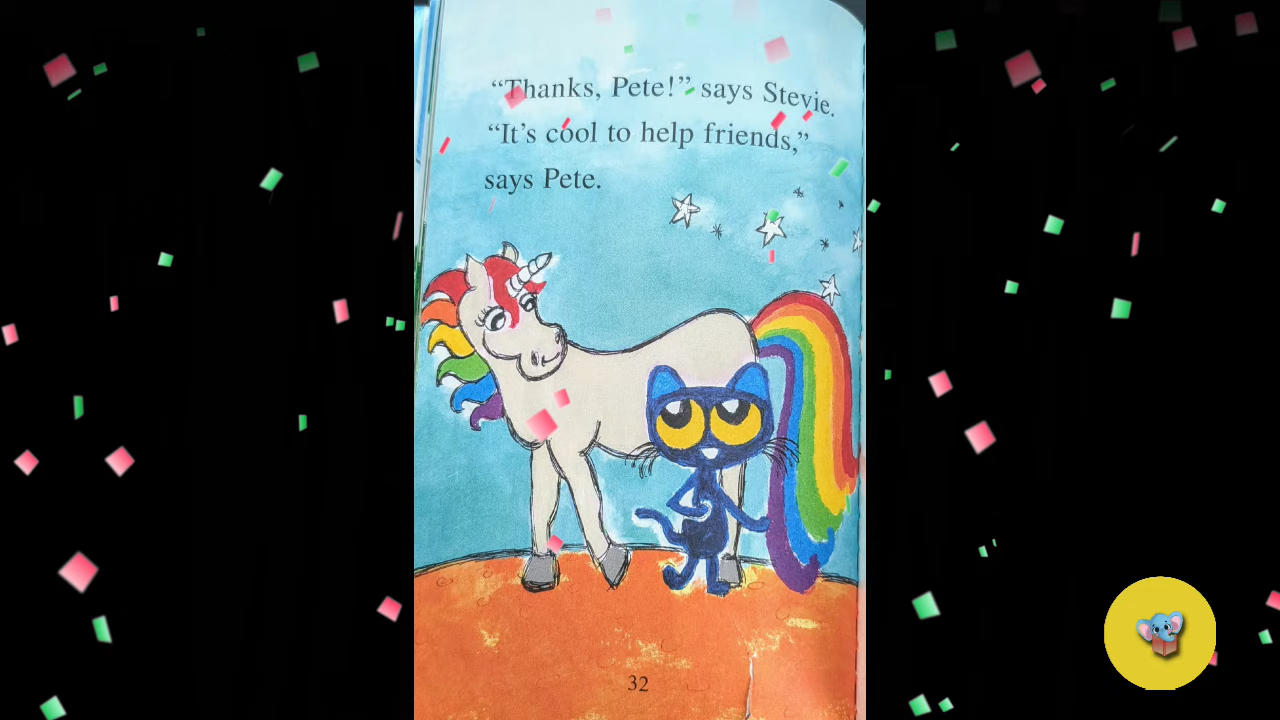 “Thanks, Pete!” says Stevie.
“It’s cool to help friends,”
says Pete.
32